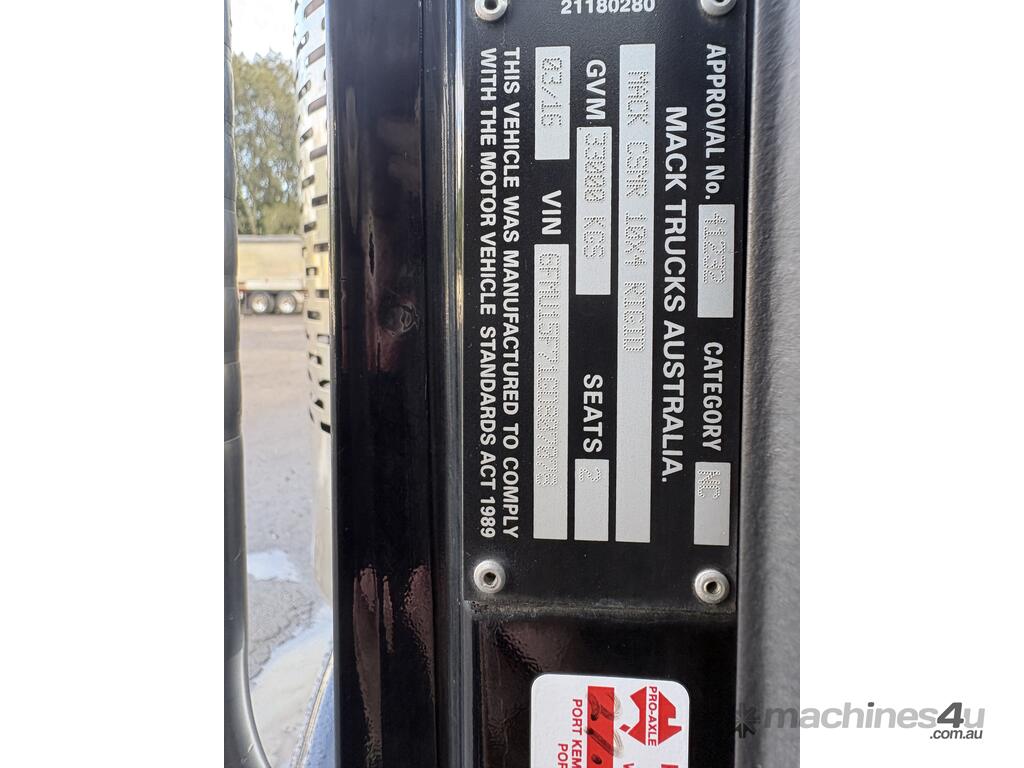 APPROVAL No. 41232 CATEGORY NC
MACK TRUCKS AUSTRALIA.
MACK CSMR 10X4 RIGID
GVM 33000 KGS SEATS 2
03/16 VIN
THIS VEHICLE WAS MANUFACTURED TO COMPLY
WITH THE MOTOR VEHICLE STANDARDS ACT 1989
21180280
PRO-AXLE
PORT KEM
machines4u
.com.au